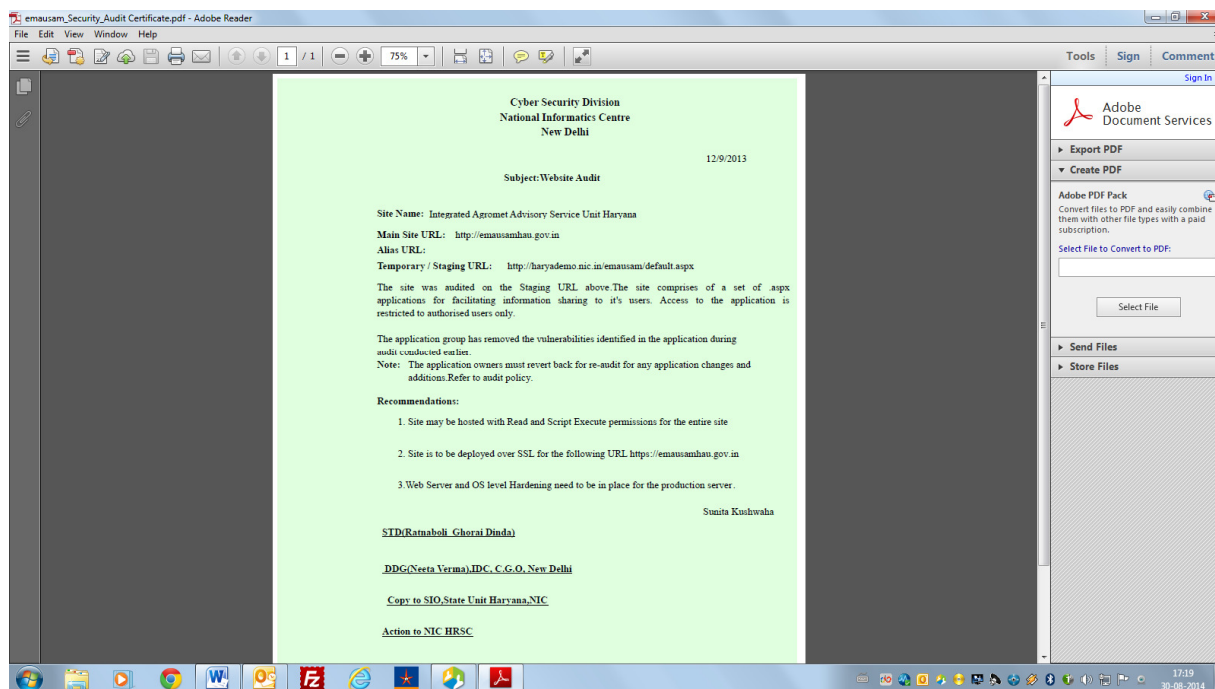 emausam_Security_Audit Certificate.pdf - Adobe Reader
File Edit View Window Help
1 / 1 75% Tools Sign Comment
Sign In
Cyber Security Division
National Informatics Centre
New Delhi
12/9/2013
Subject:Website Audit
Site Name: Integrated Agromet Advisory Service Unit Haryana
Main Site URL: http://emausamhau.gov.in
Alias URL:
Temporary / Staging URL: http://haryademo.nic.in/emausam/default.aspx
The site was audited on the Staging URL above.The site comprises of a set of .aspx
applications for facilitating information sharing to it's users. Access to the application is
restricted to authorised users only.
The application group has removed the vulnerabilities identified in the application during
audit conducted earlier.
Note: The application owners must revert back for re-audit for any application changes and
additions.Refer to audit policy.
Recommendations:
1. Site may be hosted with Read and Script Execute permissions for the entire site
2. Site is to be deployed over SSL for the following URL https://emausamhau.gov.in
3.Web Server and OS level Hardening need to be in place for the production server.
Sunita Kushwaha
STD(Ratnaboli Ghorai Dinda)
DDG(Neeta Verma),IDC, C.G.O, New Delhi
Copy to SIO,State Unit Haryana,NIC
Action to NIC HRSC
Adobe
Document Services
Export PDF
Create PDF
Adobe PDF Pack
Convert files to PDF and easily combine
them with other file types with a paid
subscription.
Select File to Convert to PDF:
Select File
Send Files
Store Files
17:19
30-08-2014